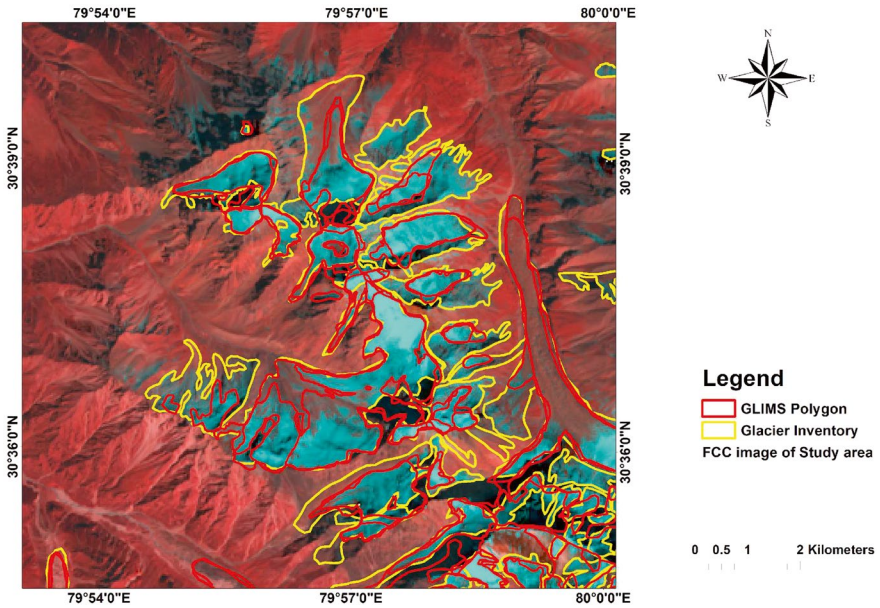 79°54'0"E 79°57'0"E 80°0'0"E
N
W E
S
30°39'0"N 30°39'0"N
Legend
GLIMS Polygon
Glacier Inventory
FCC image of Study area
30°36'0"N 30°36'0"N
0 0.5 1 2 Kilometers
79°54'0"E 79°57'0"E 80°0'0"E